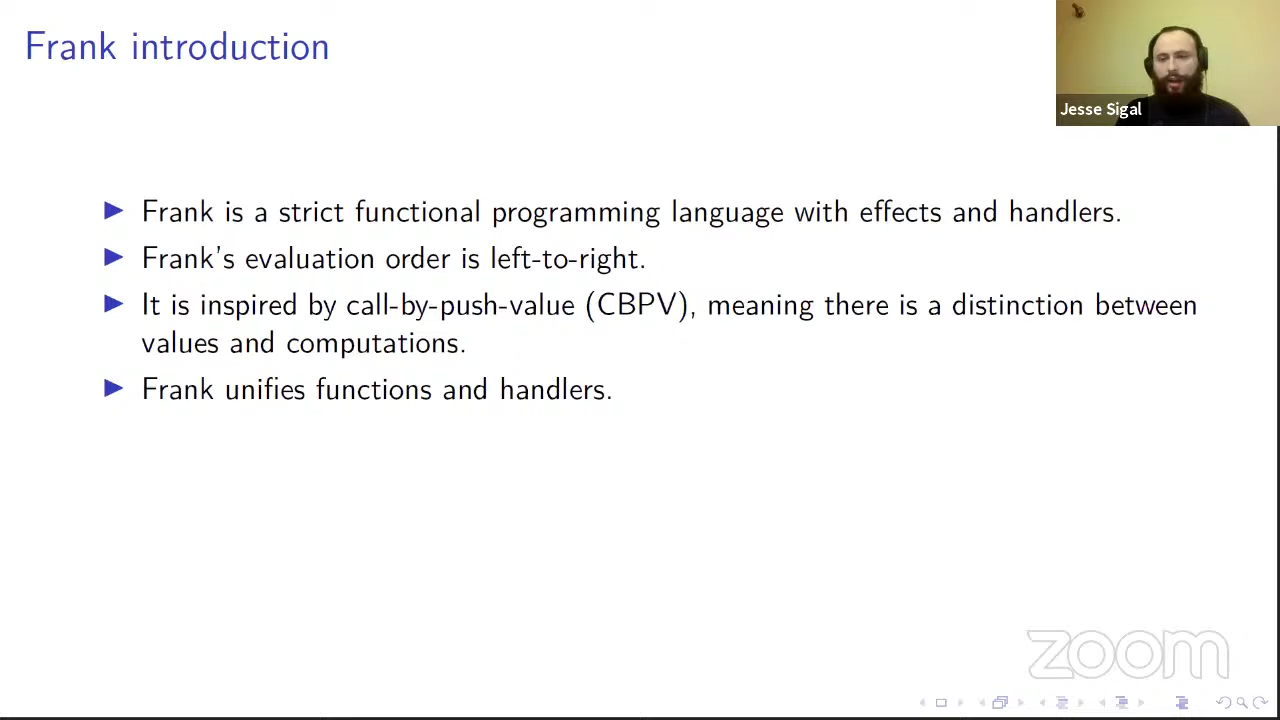 Frank introduction
Jesse Sigal
▶ Frank is a strict functional programming language with effects and handlers.
▶ Frank's evaluation order is left-to-right.
▶ It is inspired by call-by-push-value (CBPV), meaning there is a distinction between
values and computations.
▶ Frank unifies functions and handlers.
zoom